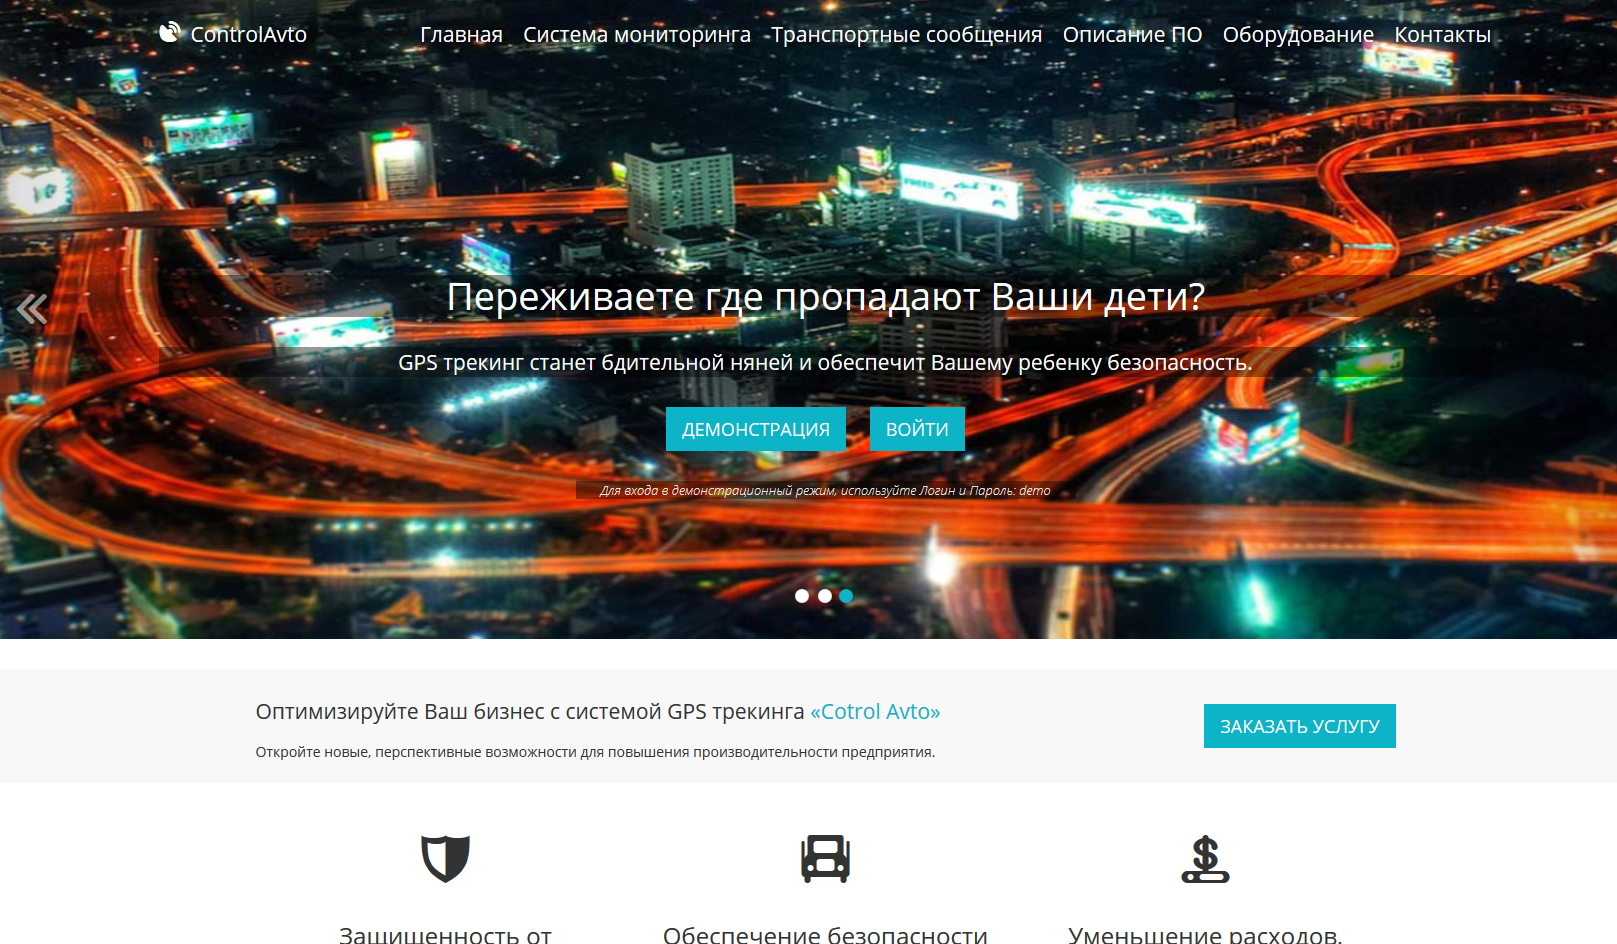 ControlAvto
Главная Система мониторинга Транспортные сообщения Описание ПО Оборудование Контакты
Переживаете где пропадают Ваши дети?
GPS трекинг станет бдительной няней и обеспечит Вашему ребенку безопасность.
ДЕМОНСТРАЦИЯ ВОЙТИ
Для входа в демонстрационный режим, используйте Логин и Пароль: demo
Оптимизируйте Ваш бизнес с системой GPS трекинга «Cotrol Avto»
Откройте новые, перспективные возможности для повышения производительности предприятия.
ЗАКАЗАТЬ УСЛУГУ
Защищенность от
Обеспечение безопасности
Уменьшение расходов,